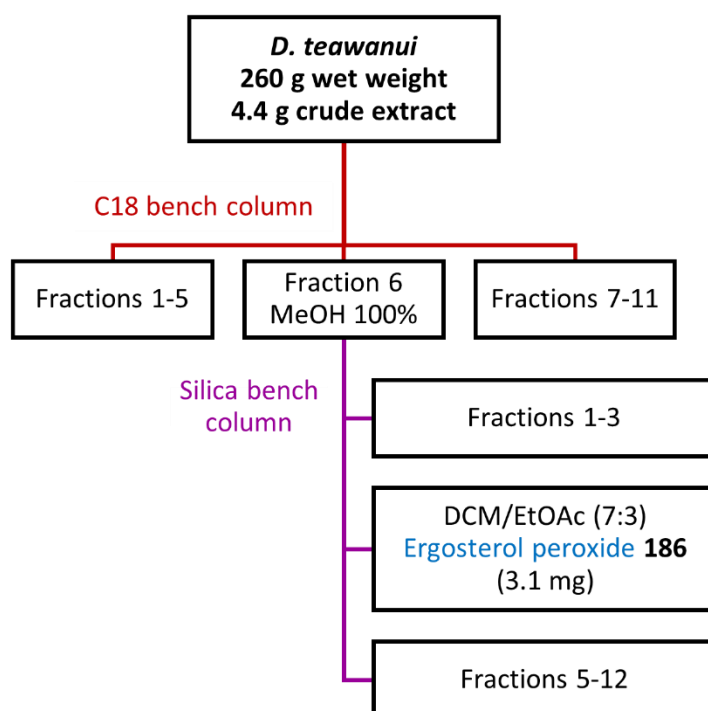 D. teawanui
260 g wet weight
4.4 g crude extract
C18 bench column
Fractions 1-5
Fraction 6
MeOH 100%
Fractions 7-11
Silica bench
column
Fractions 1-3
DCM/EtOAc (7:3)
Ergosterol peroxide 186
(3.1 mg)
Fractions 5-12